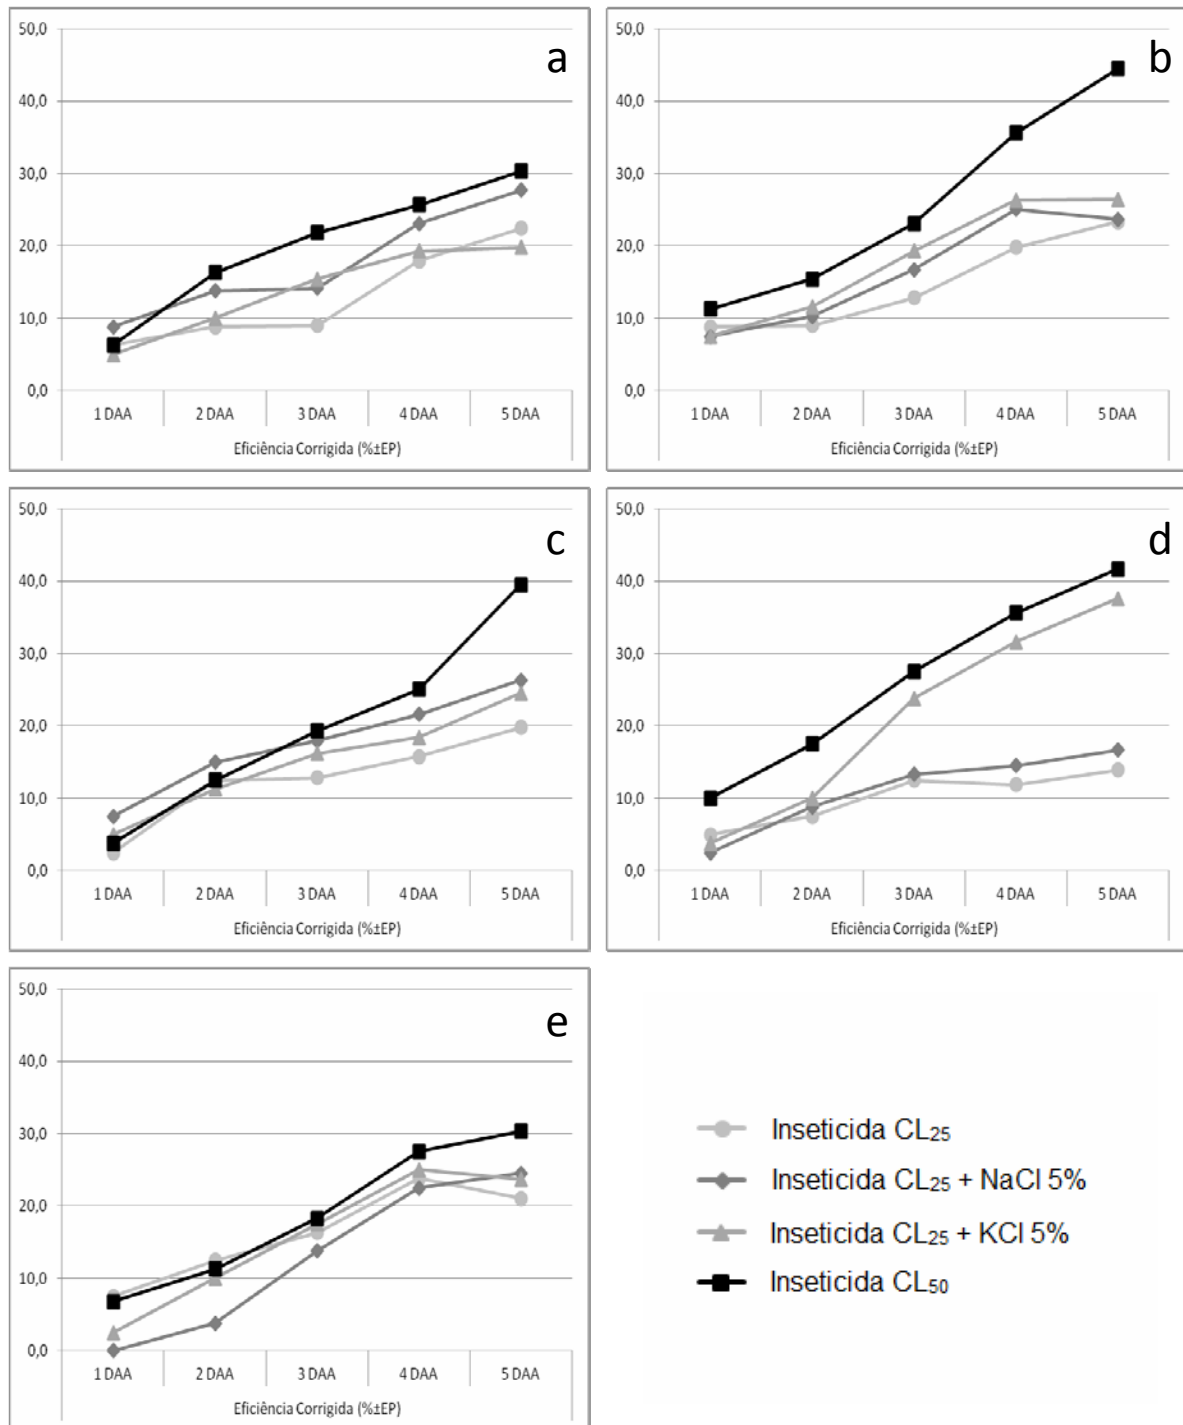 a
50,0
40,0
30,0
20,0
10,0
0,0
1 DAA 2 DAA 3 DAA 4 DAA 5 DAA
Eficiência Corrigida (%±EP)
b
50,0
40,0
30,0
20,0
10,0
0,0
1 DAA 2 DAA 3 DAA 4 DAA 5 DAA
Eficiência Corrigida (%±EP)
c
50,0
40,0
30,0
20,0
10,0
0,0
1 DAA 2 DAA 3 DAA 4 DAA 5 DAA
Eficiência Corrigida (%±EP)
d
50,0
40,0
30,0
20,0
10,0
0,0
1 DAA 2 DAA 3 DAA 4 DAA 5 DAA
Eficiência Corrigida (%±EP)
e
50,0
40,0
30,0
20,0
10,0
0,0
1 DAA 2 DAA 3 DAA 4 DAA 5 DAA
Eficiência Corrigida (%±EP)
Inseticida CL₂₅
Inseticida CL₂₅ + NaCl 5%
Inseticida CL₂₅ + KCl 5%
Inseticida CL₅₀